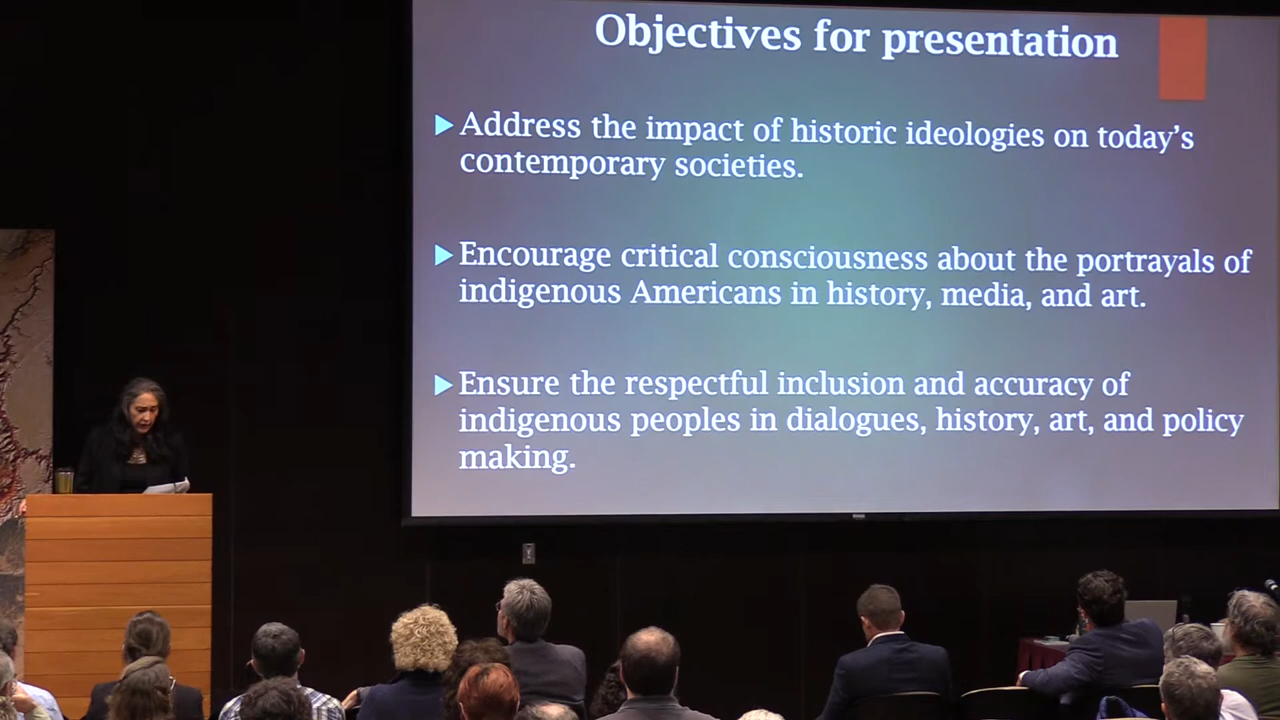 Objectives for presentation
Address the impact of historic ideologies on today's
contemporary societies.
Encourage critical consciousness about the portrayals of
indigenous Americans in history, media, and art.
Ensure the respectful inclusion and accuracy of
indigenous peoples in dialogues, history, art, and policy
making.